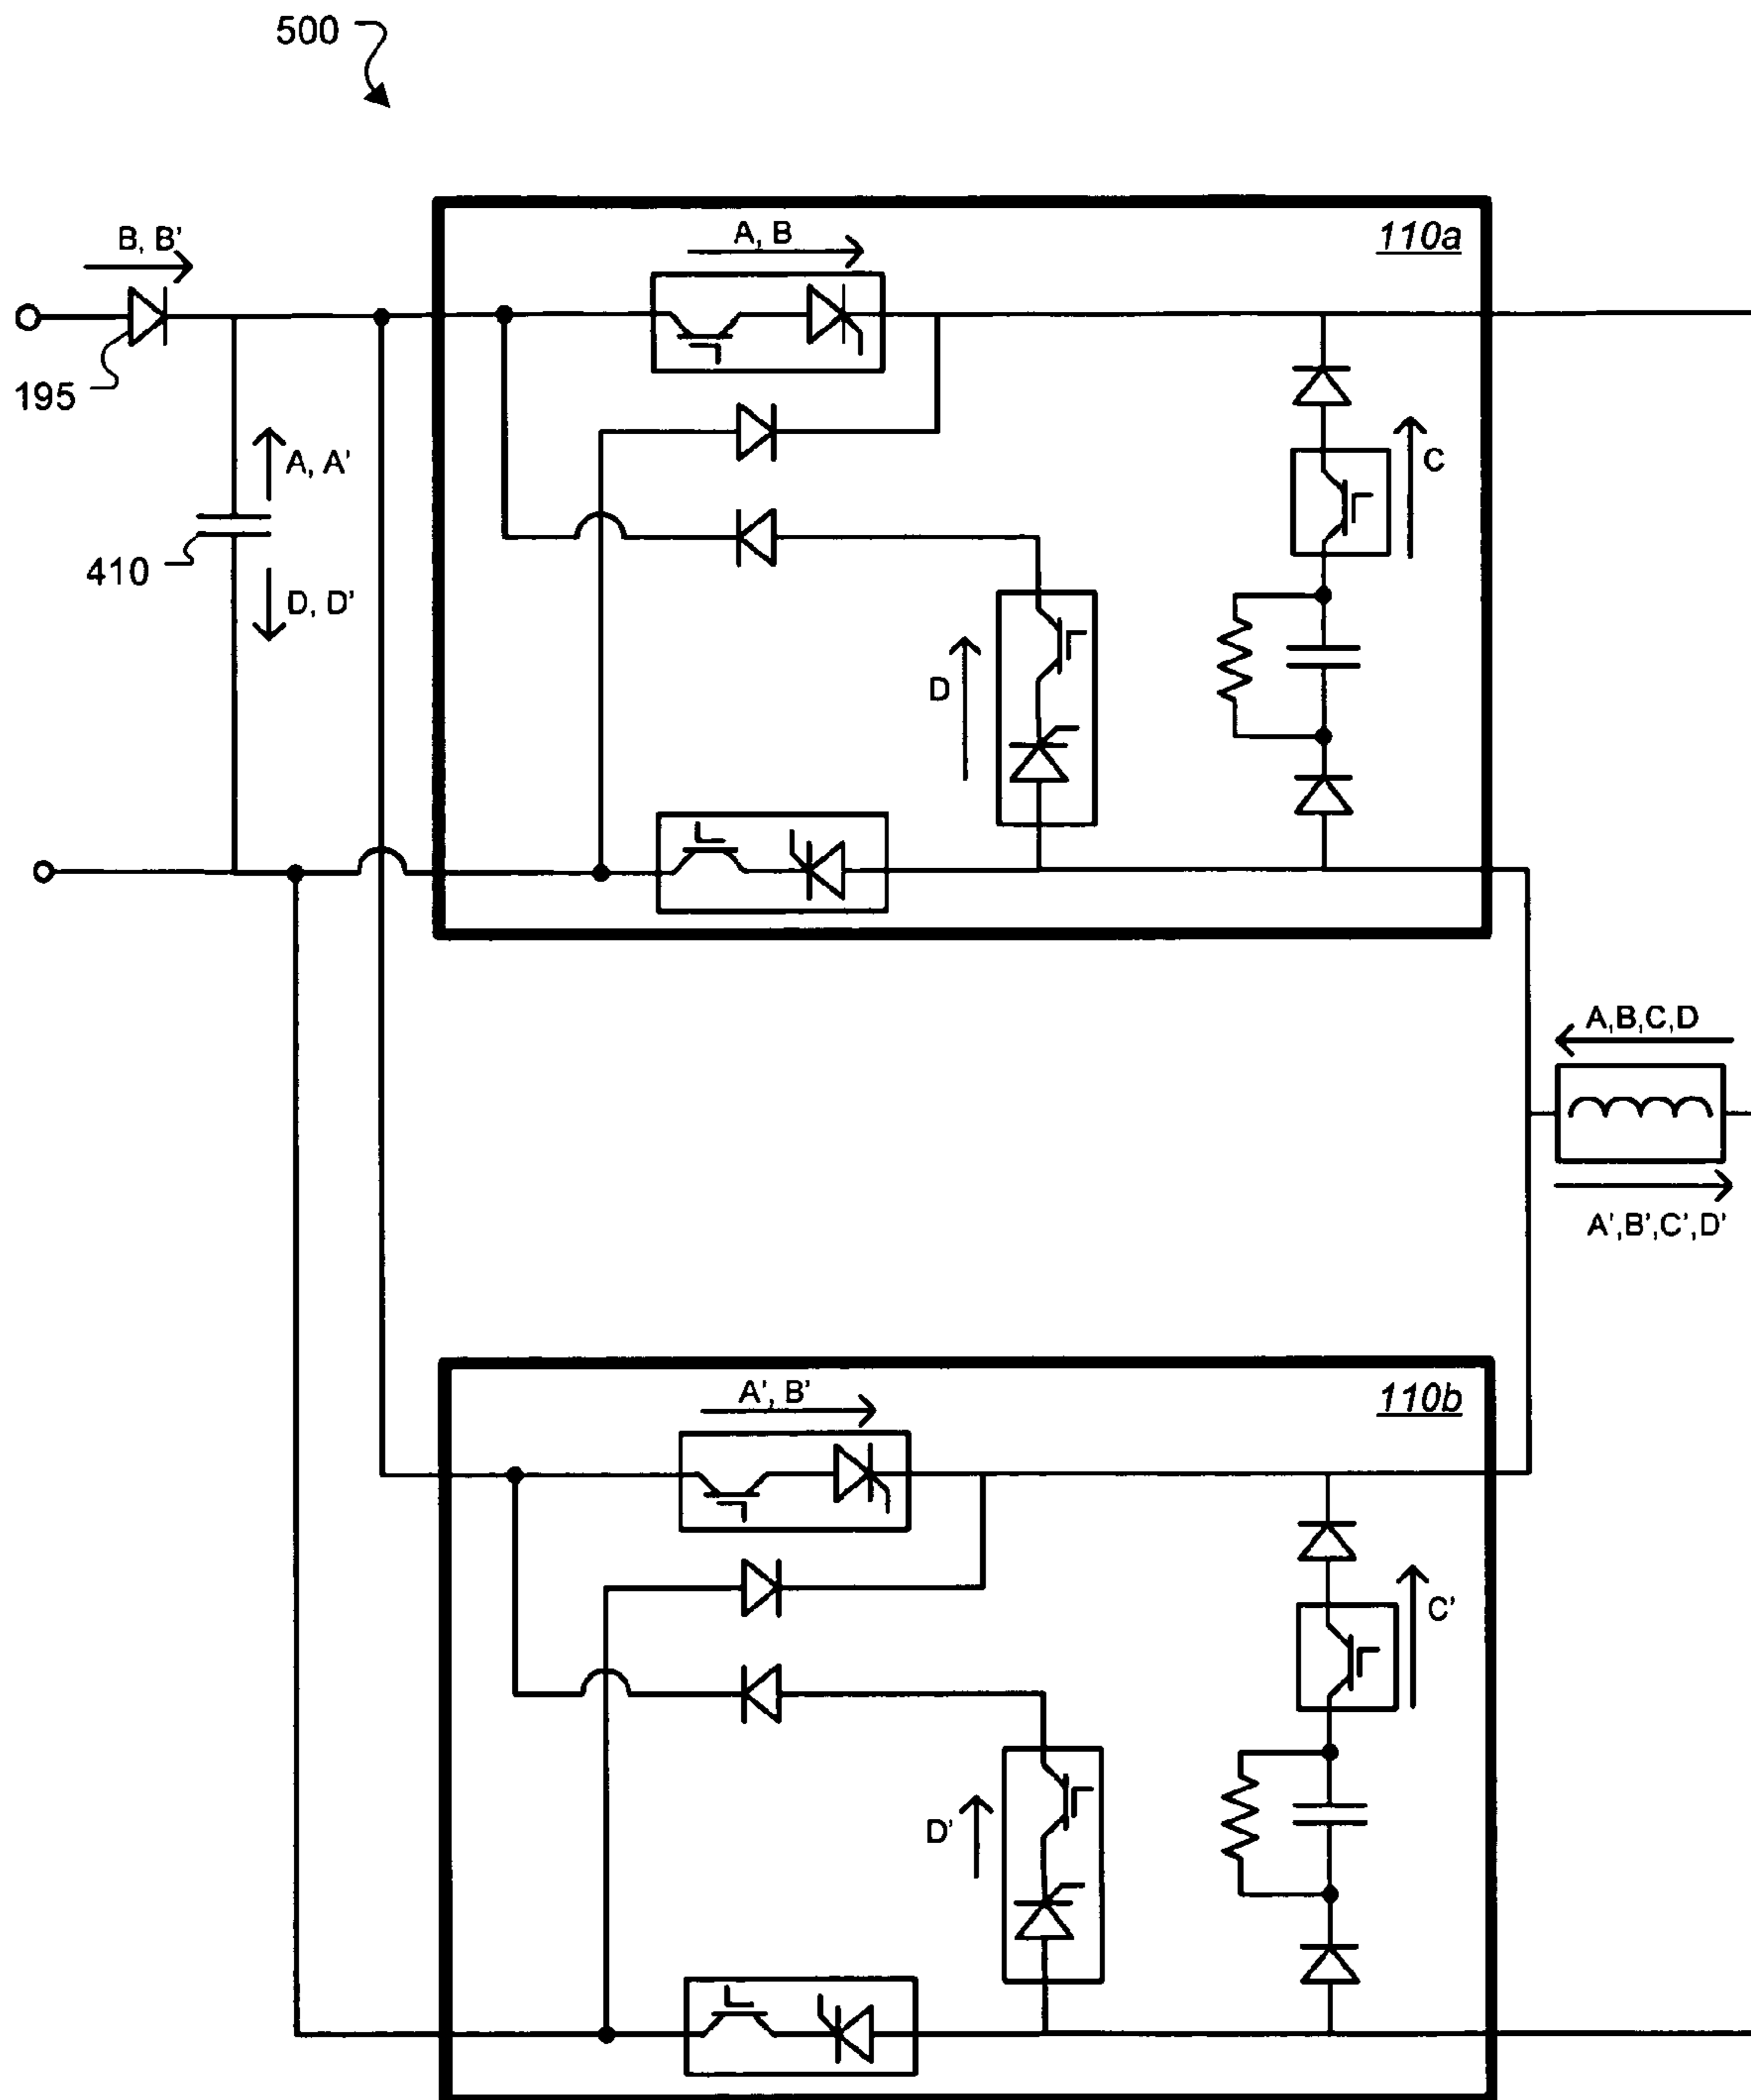 500
B, B'
A, B
110a
195
A, A'
C
410
D, D'
D
A,B,C,D
A',B',C',D'
A', B'
110b
C'
D'